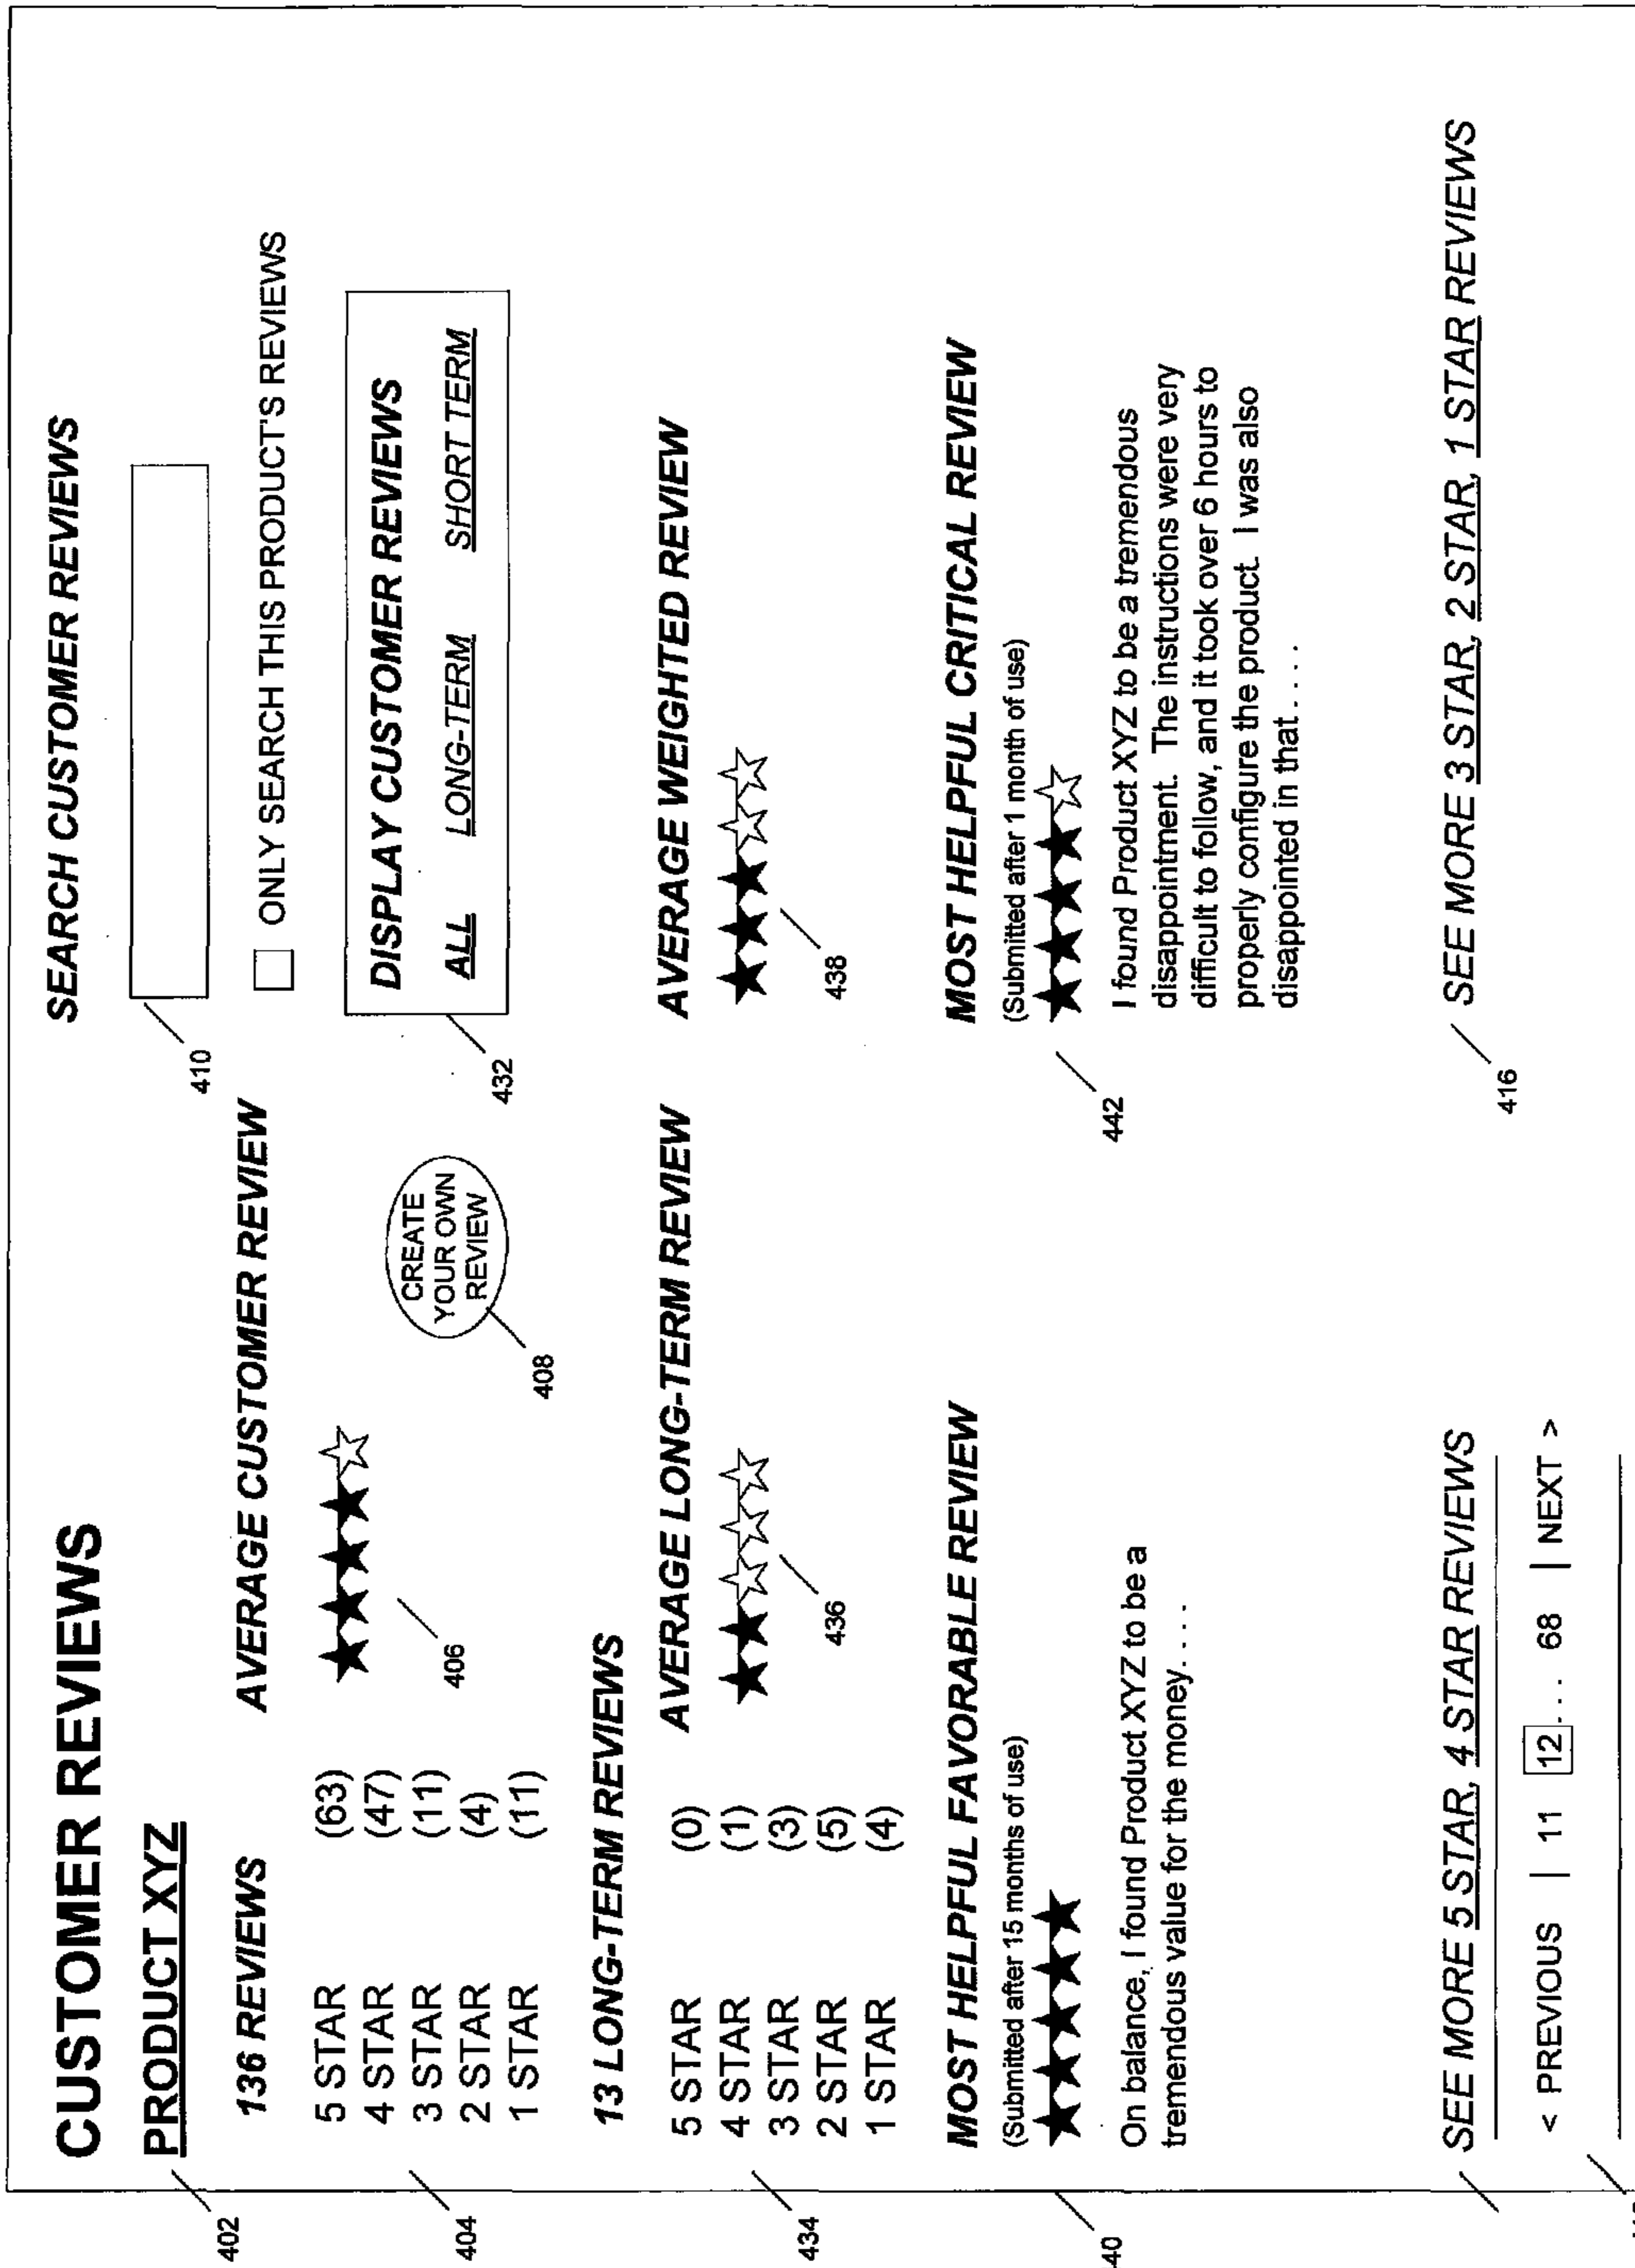 CUSTOMER REVIEWS
PRODUCT XYZ
402
136 REVIEWS
5 STAR (63)
4 STAR (47)
3 STAR (11)
2 STAR (4)
1 STAR (11)
404
AVERAGE CUSTOMER REVIEW
406
CREATE
YOUR OWN
REVIEW
408
SEARCH CUSTOMER REVIEWS
410
ONLY SEARCH THIS PRODUCT'S REVIEWS
DISPLAY CUSTOMER REVIEWS
ALL LONG-TERM SHORT TERM
432
13 LONG-TERM REVIEWS
5 STAR (0)
4 STAR (1)
3 STAR (3)
2 STAR (5)
1 STAR (4)
434
AVERAGE LONG-TERM REVIEW
436
AVERAGE WEIGHTED REVIEW
438
MOST HELPFUL FAVORABLE REVIEW
(Submitted after 15 months of use)
On balance, I found Product XYZ to be a
tremendous value for the money. . . .
40
MOST HELPFUL CRITICAL REVIEW
(Submitted after 1 month of use)
442
I found Product XYZ to be a tremendous
disappointment. The instructions were very
difficult to follow, and it took over 6 hours to
properly configure the product. I was also
disappointed in that . . . .
SEE MORE 5 STAR, 4 STAR REVIEWS
416
SEE MORE 3 STAR, 2 STAR, 1 STAR REVIEWS
< PREVIOUS | 11 12 . . . 68 | NEXT >